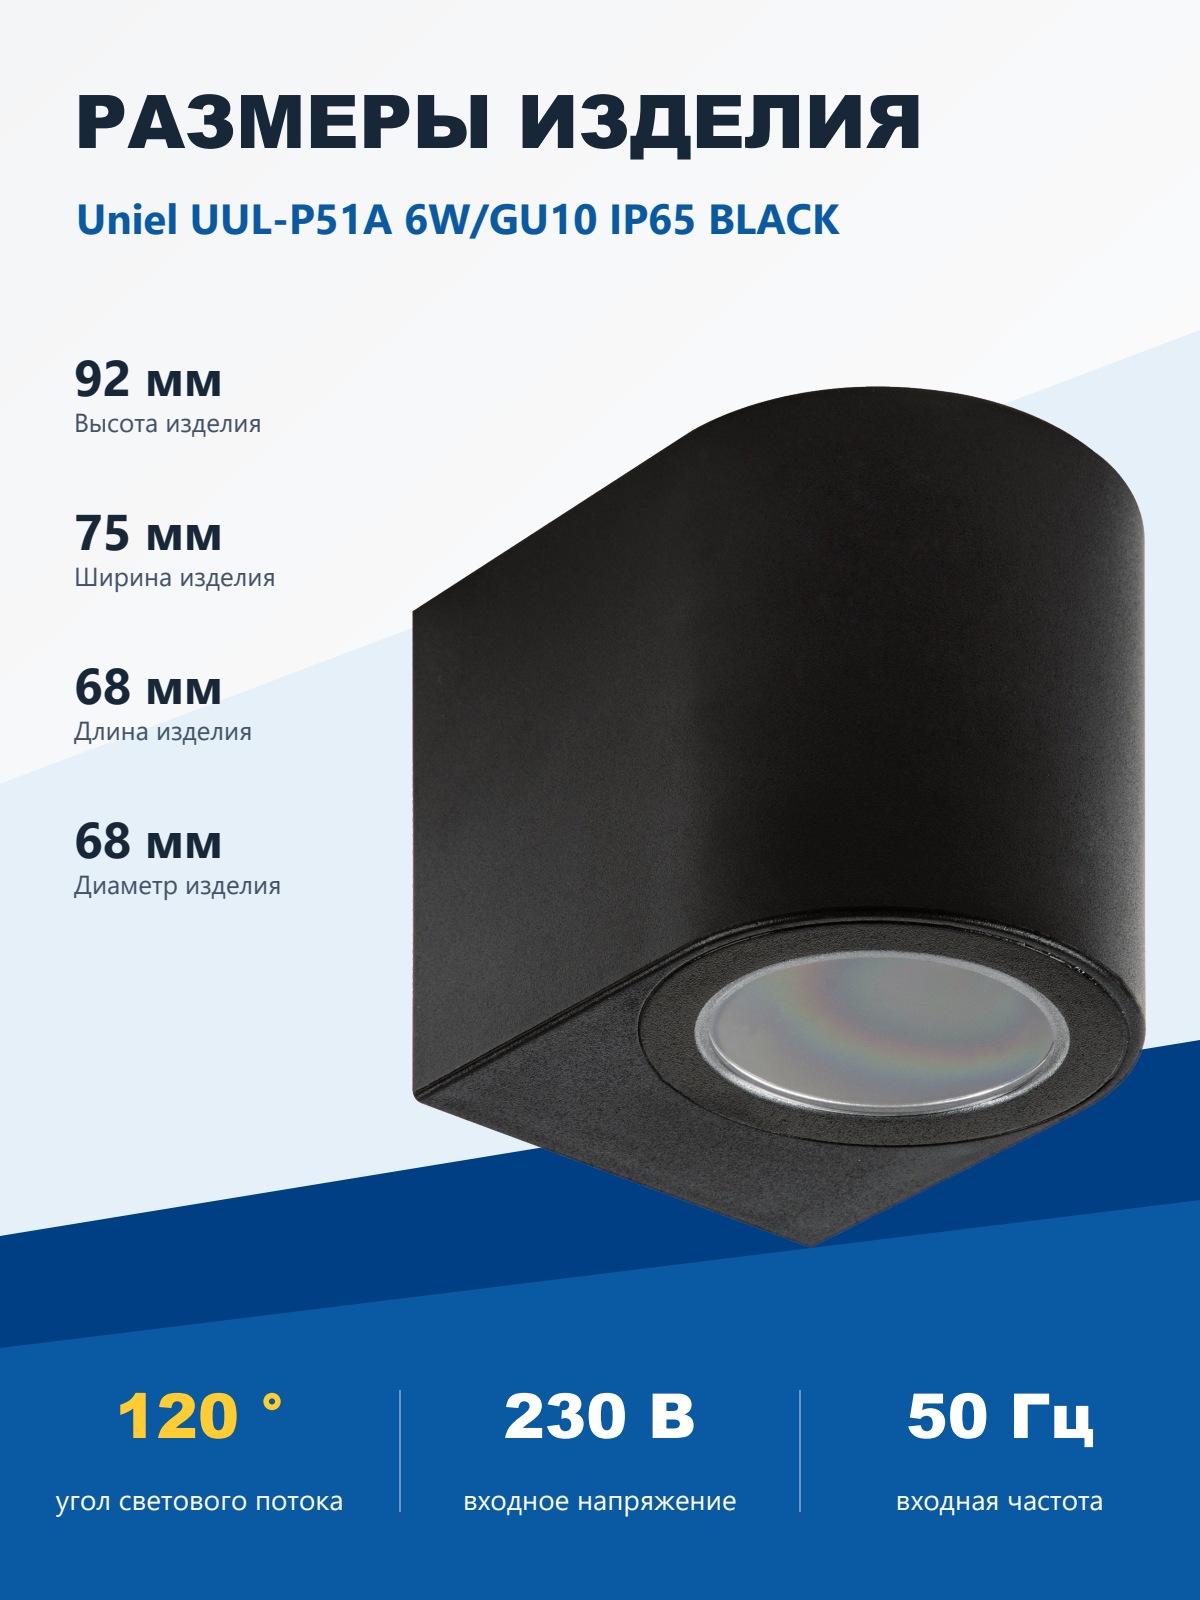 РАЗМЕРЫ ИЗДЕЛИЯ
Uniel UUL-P51A 6W/GU10 IP65 BLACK
92 мм
Высота изделия
75 мм
Ширина изделия
68 мм
Длина изделия
68 мм
Диаметр изделия
120 °
угол светового потока
230 В
входное напряжение
50 Гц
входная частота